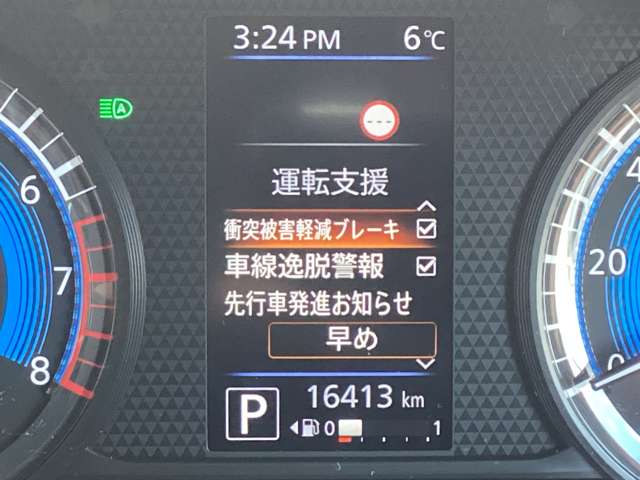 3:24 PM 6℃
---
運転支援
衝突被害軽減ブレーキ
車線逸脱警報
先行車発進お知らせ
早め
P 16413 km
0 1
A
6
7
8
4
20
0